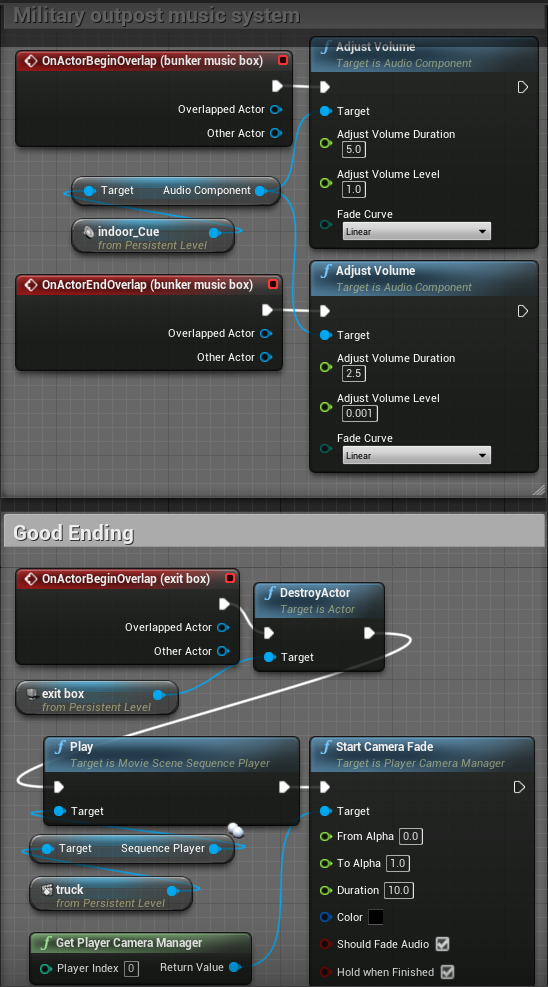 Military outpost music system
OnActorBeginOverlap (bunker music box)
Overlapped Actor
Other Actor
Adjust Volume
Target is Audio Component
Target
Adjust Volume Duration
5.0
Adjust Volume Level
1.0
Fade Curve
Linear
Target Audio Component
indoor_Cue
from Persistent Level
OnActorEndOverlap (bunker music box)
Overlapped Actor
Other Actor
Adjust Volume
Target is Audio Component
Target
Adjust Volume Duration
2.5
Adjust Volume Level
0.001
Fade Curve
Linear
Good Ending
OnActorBeginOverlap (exit box)
Overlapped Actor
Other Actor
DestroyActor
Target is Actor
Target
exit box
from Persistent Level
Play
Target is Movie Scene Sequence Player
Target
Target Sequence Player
truck
from Persistent Level
Get Player Camera Manager
Player Index 0 Return Value
Start Camera Fade
Target is Player Camera Manager
Target
From Alpha 0.0
To Alpha 1.0
Duration 10.0
Color
Should Fade Audio
Hold when Finished